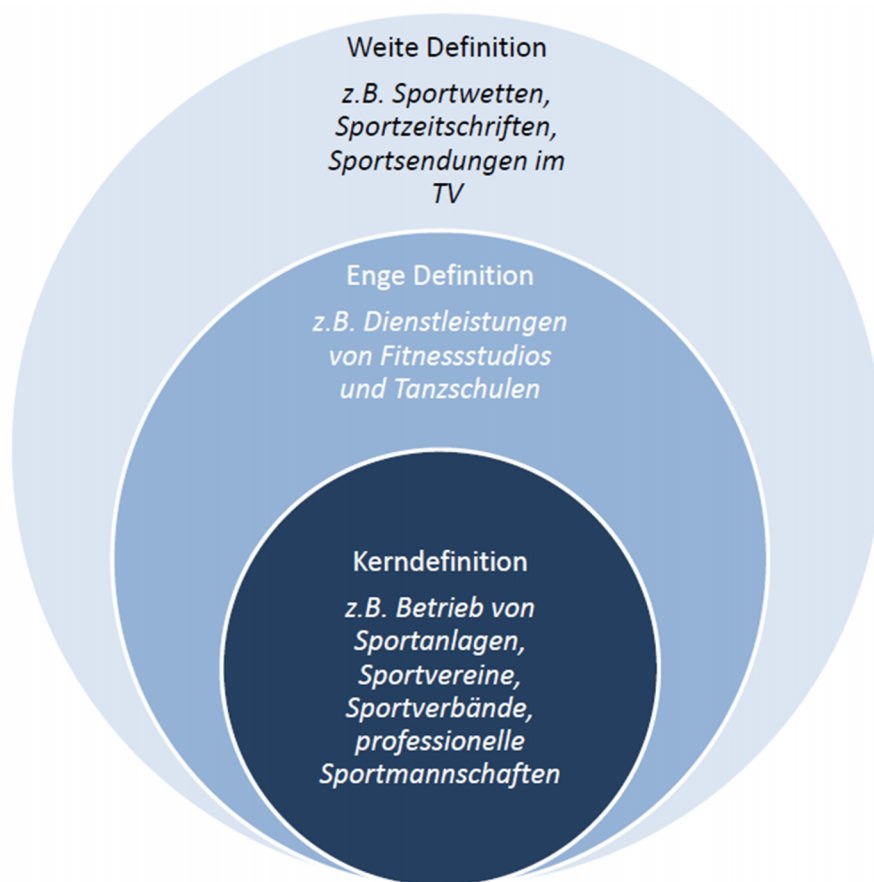 Weite Definition
z.B. Sportwetten,
Sportzeitschriften,
Sportsendungen im
TV
Enge Definition
z.B. Dienstleistungen
von Fitnessstudios
und Tanzschulen
Kerndefinition
z.B. Betrieb von
Sportanlagen,
Sportvereine,
Sportverbände,
professionelle
Sportmannschaften